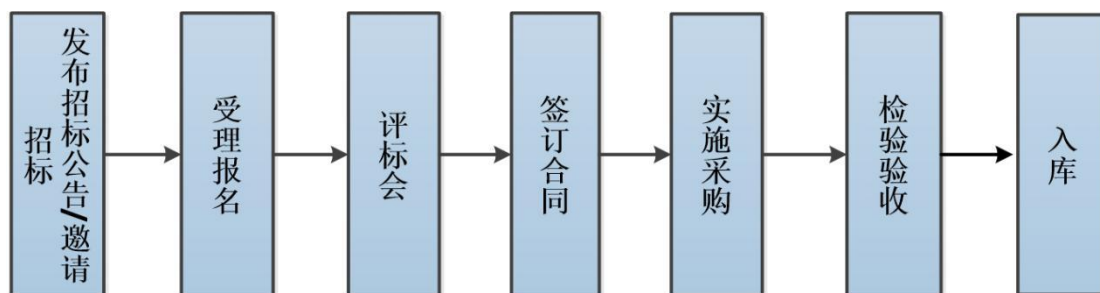 发布招标公告/邀请
招标
受理报名
评标会
签订合同
实施采购
检验验收
入库